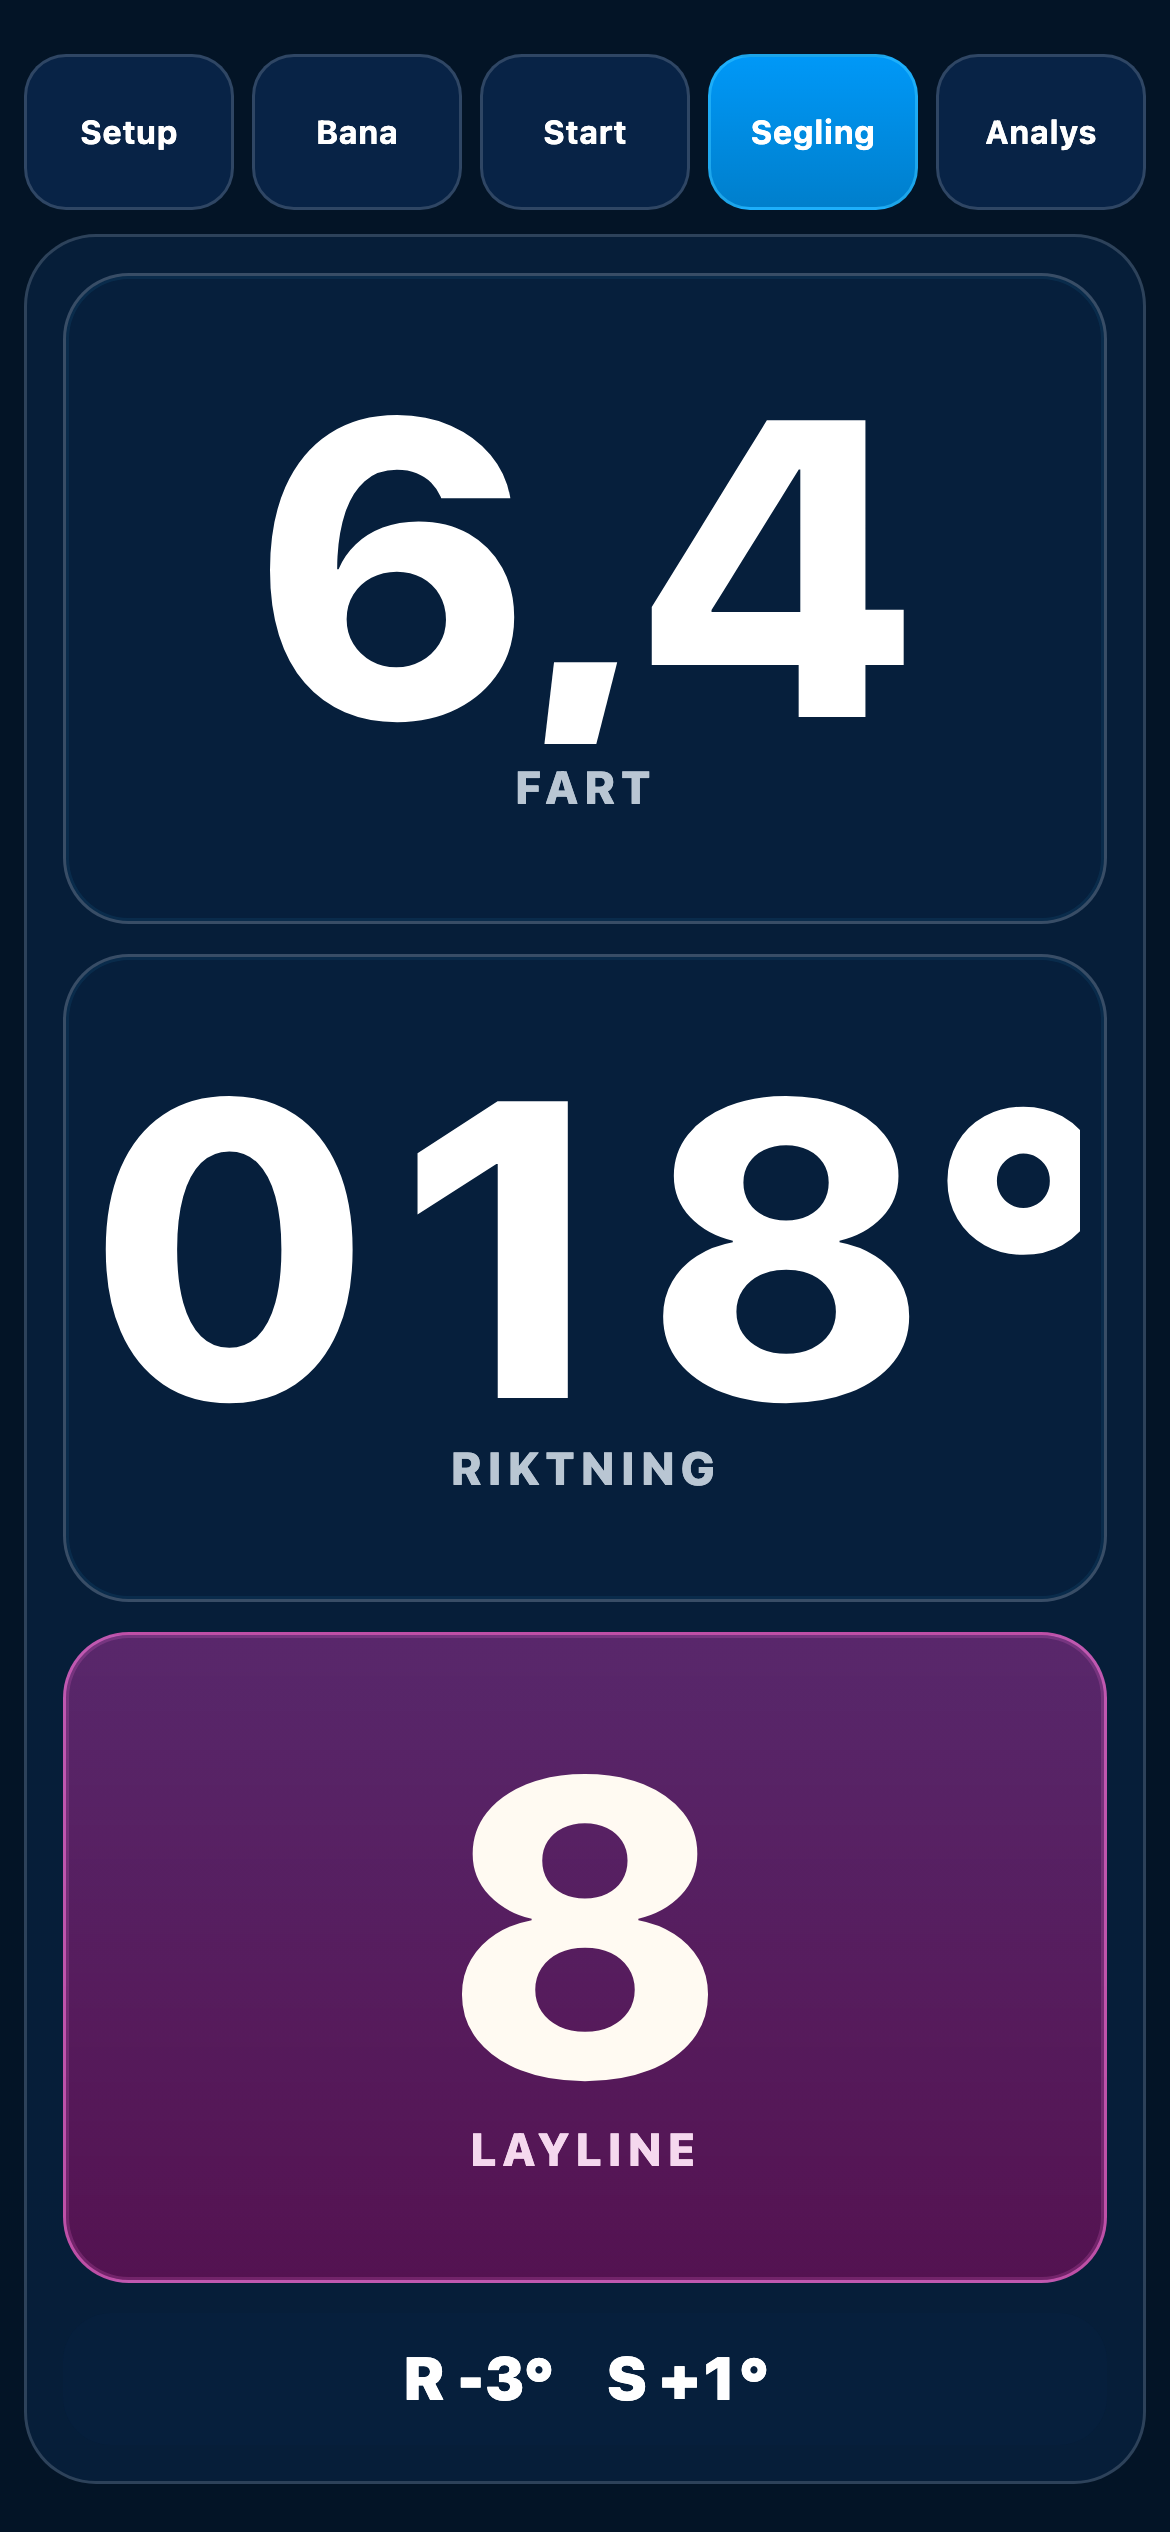 Setup Bana Start Segling Analys
6,4
FART
018°
RIKTNING
8
LAYLINE
R -3° S +1°